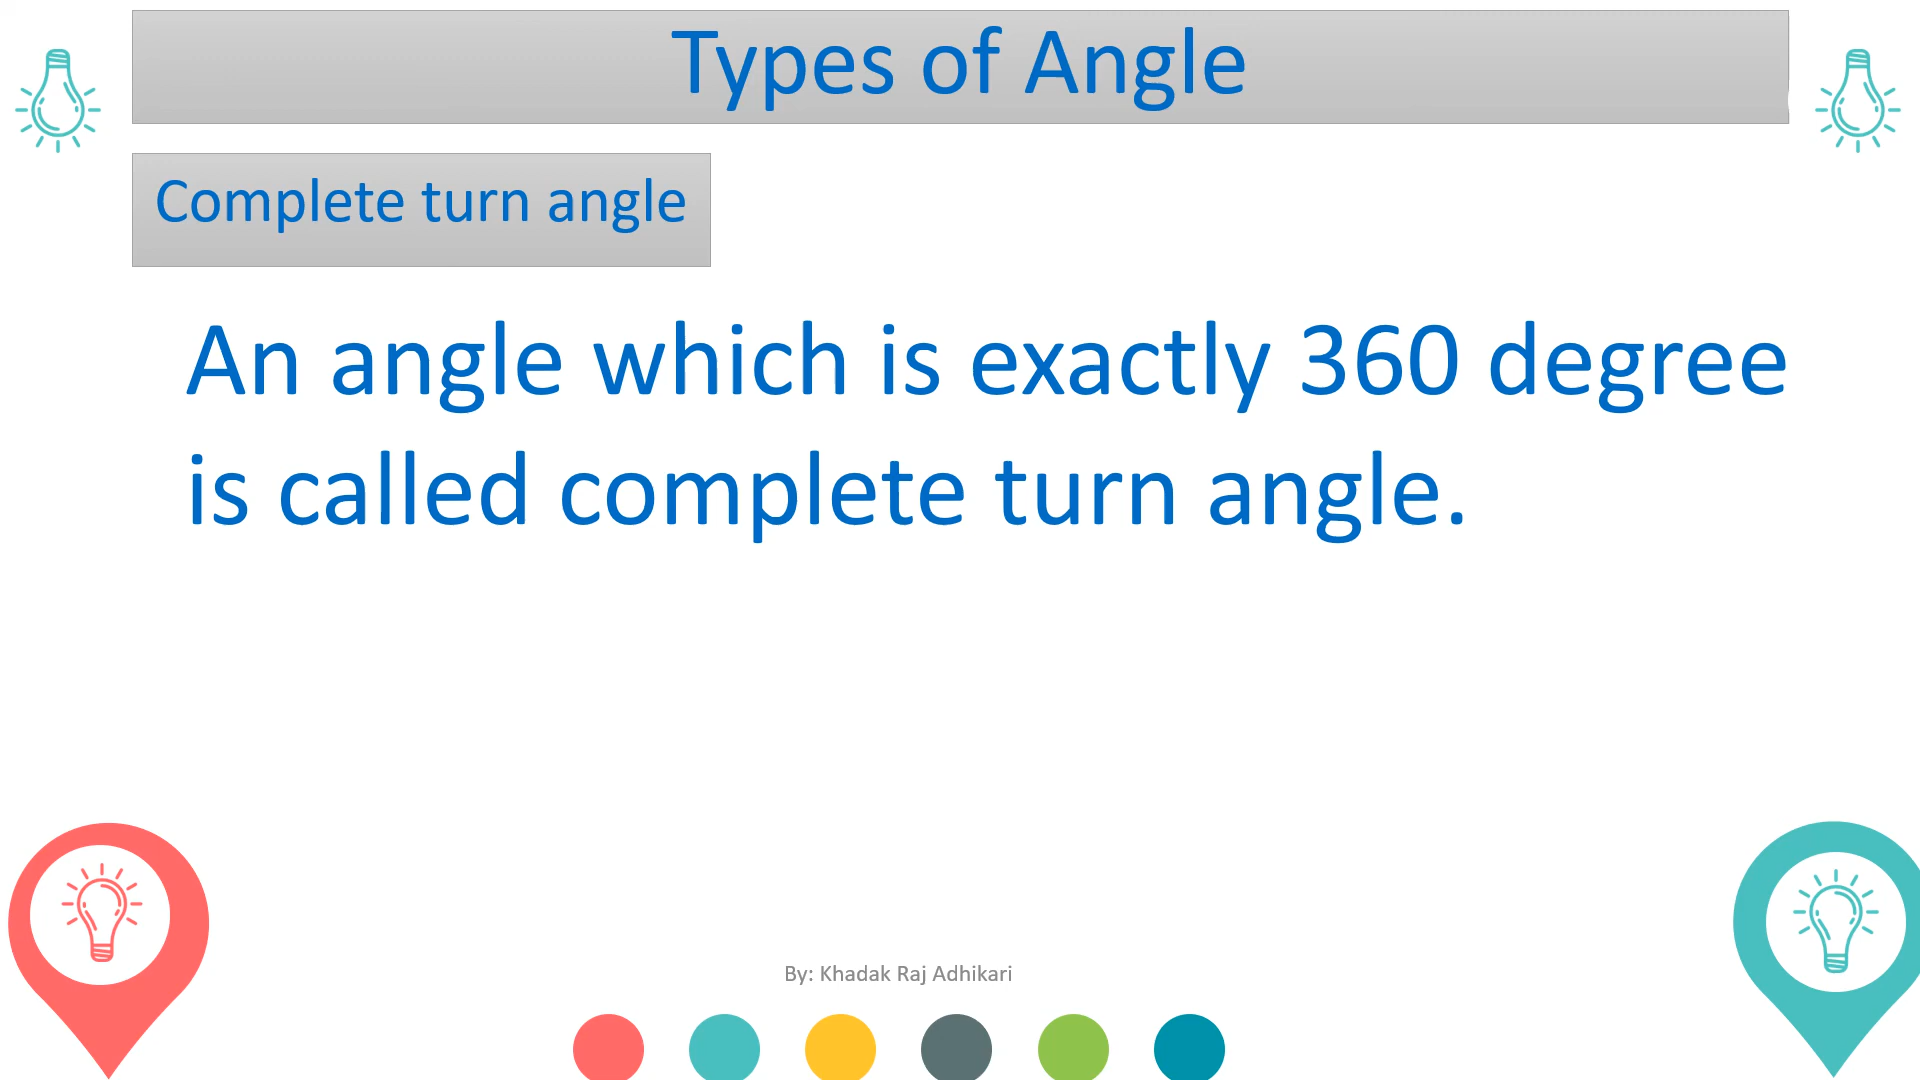 Types of Angle
Complete turn angle
An angle which is exactly 360 degree
is called complete turn angle.
By: Khadak Raj Adhikari